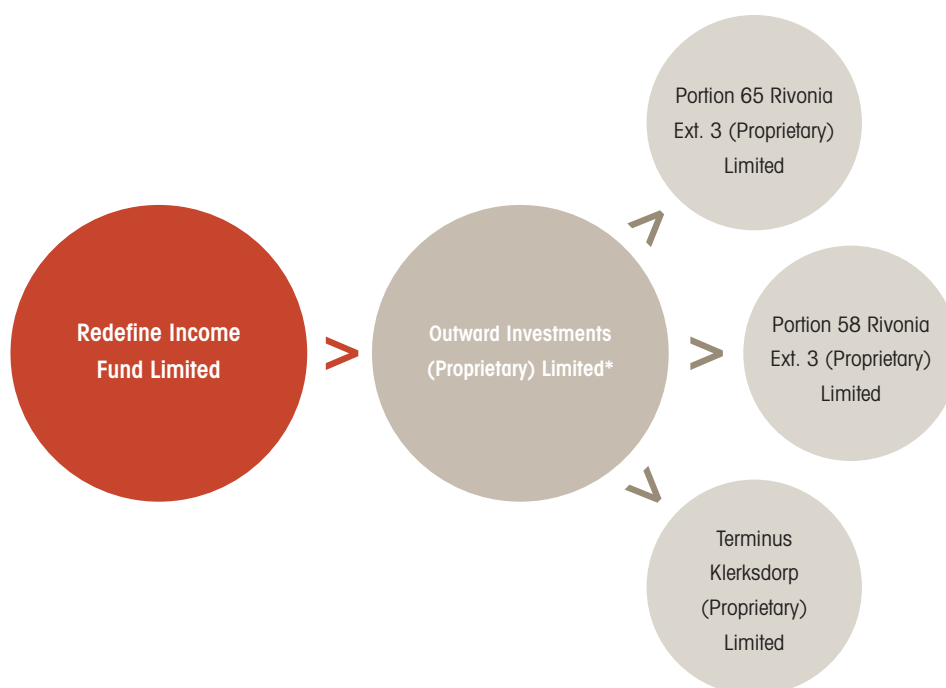 Redefine Income
Fund Limited
>
Outward Investments
(Proprietary) Limited*
>
Portion 65 Rivonia
Ext. 3 (Proprietary)
Limited
>
Portion 58 Rivonia
Ext. 3 (Proprietary)
Limited
>
Terminus
Klerksdorp
(Proprietary)
Limited